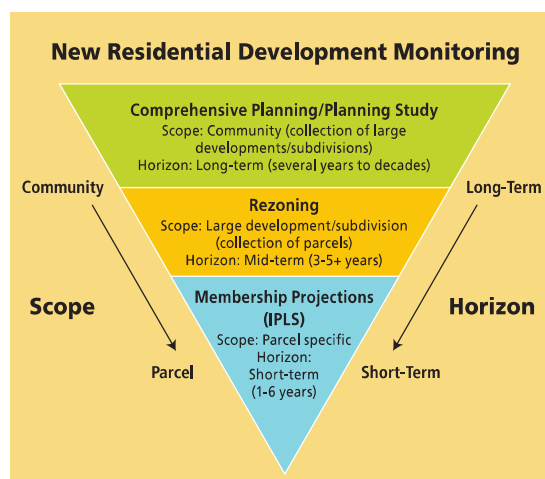 New Residential Development Monitoring
Comprehensive Planning/Planning Study
Scope: Community (collection of large
developments/subdivisions)
Horizon: Long-term (several years to decades)
Community
Long-Term
Rezoning
Scope: Large development/subdivision
(collection of parcels)
Horizon: Mid-term (3-5+ years)
Scope
Horizon
Membership Projections
(IPLS)
Scope: Parcel specific
Horizon:
Short-term
(1-6 years)
Parcel
Short-Term